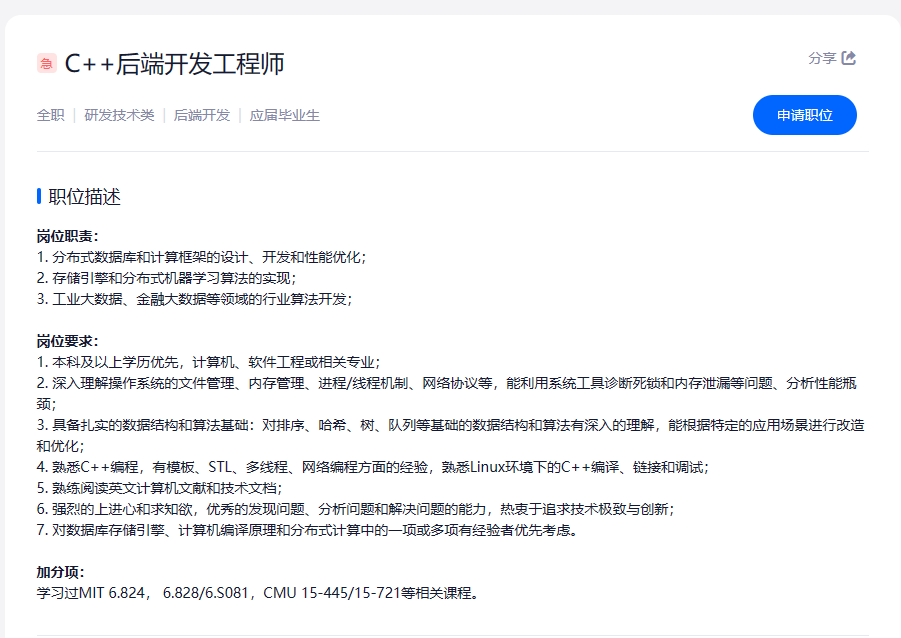 急 C++后端开发工程师
分享
全职 | 研发技术类 | 后端开发 | 应届毕业生
申请职位
职位描述
岗位职责：
1. 分布式数据库和计算框架的设计、开发和性能优化；
2. 存储引擎和分布式机器学习算法的实现；
3. 工业大数据、金融大数据等领域的行业算法开发；
岗位要求：
1. 本科及以上学历优先，计算机、软件工程或相关专业；
2. 深入理解操作系统的文件管理、内存管理、进程/线程机制、网络协议等，能利用系统工具诊断死锁和内存泄漏等问题、分析性能瓶
颈；
3. 具备扎实的数据结构和算法基础：对排序、哈希、树、队列等基础的数据结构和算法有深入的理解，能根据特定的应用场景进行改造
和优化；
4. 熟悉C++编程，有模板、STL、多线程、网络编程方面的经验，熟悉Linux环境下的C++编译、链接和调试；
5. 熟练阅读英文计算机文献和技术文档；
6. 强烈的上进心和求知欲，优秀的发现问题、分析问题和解决问题的能力，热衷于追求技术极致与创新；
7. 对数据库存储引擎、计算机编译原理和分布式计算中的一项或多项有经验者优先考虑。
加分项：
学习过MIT 6.824， 6.828/6.S081，CMU 15-445/15-721等相关课程。